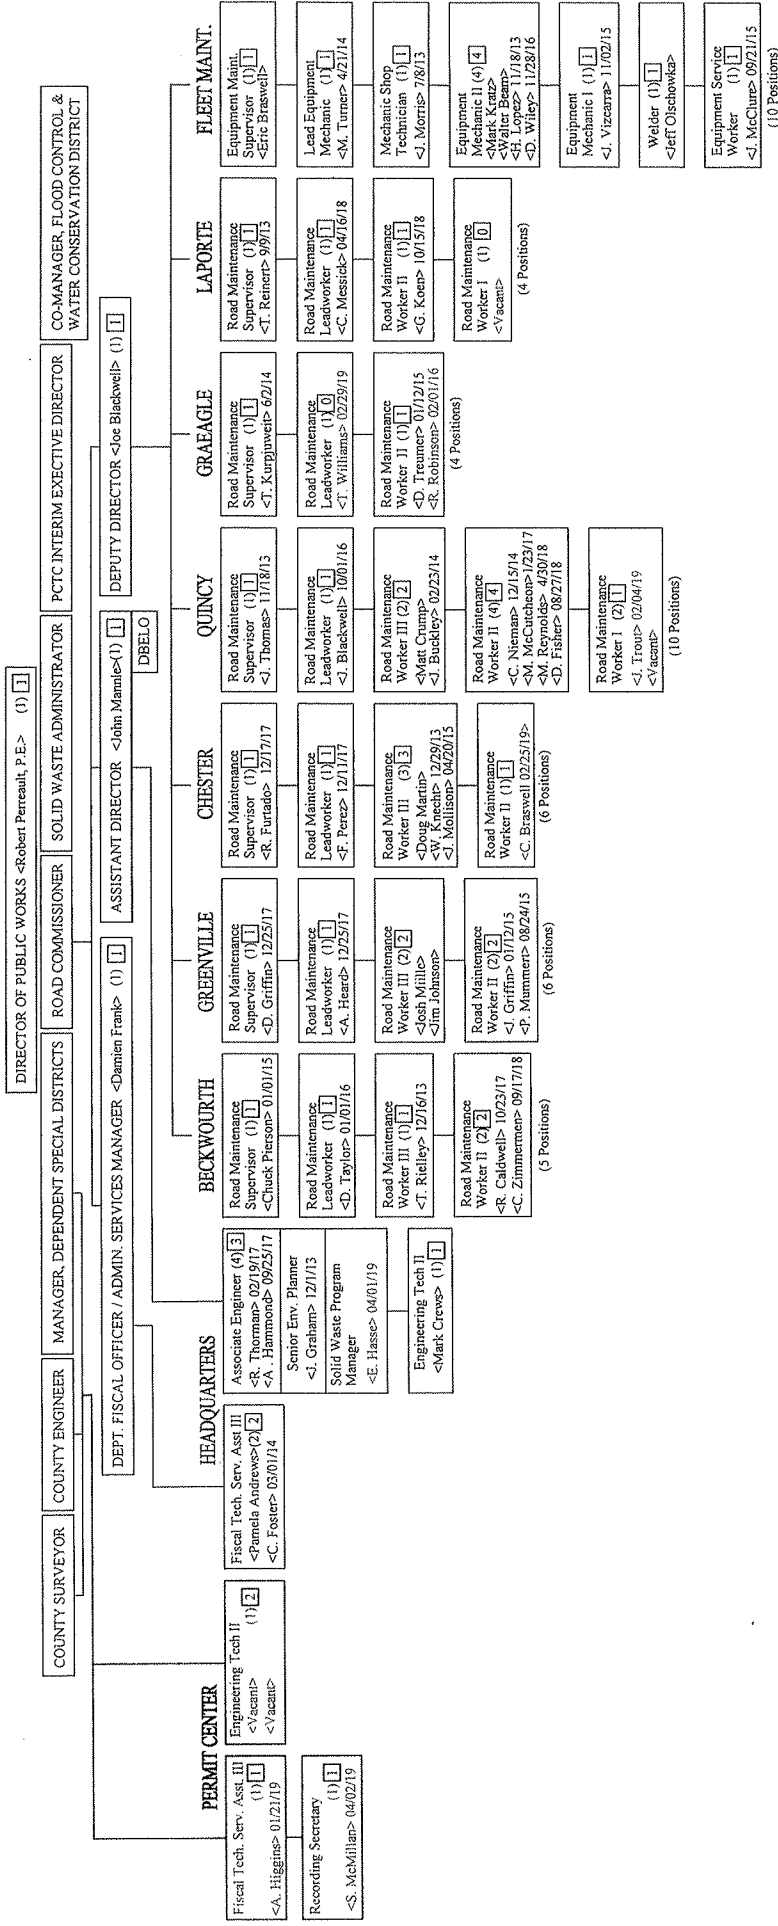 DIRECTOR OF PUBLIC WORKS <Robert Perreault, P.E.> (1) 1
COUNTY SURVEYOR
COUNTY ENGINEER
MANAGER, DEPENDENT SPECIAL DISTRICTS
ROAD COMMISSIONER
SOLID WASTE ADMINISTRATOR
PCTC INTERIM EXECTIVE DIRECTOR
CO-MANAGER, FLOOD CONTROL &
WATER CONSERVATION DISTRICT
DEPT. FISCAL OFFICER / ADMIN. SERVICES MANAGER <Damien Frank> (1) 1
ASSISTANT DIRECTOR <John Mannle>(1) 1
DBELO
DEPUTY DIRECTOR <Joe Blackwell> (1) 1
PERMIT CENTER
Fiscal Tech. Serv. Asst. III
(1) 1
<A. Higgins> 01/21/19
Recording Secretary
(1) 1
<S. McMillan> 04/02/19
Engineering Tech II
(1) 2
<Vacant>
<Vacant>
HEADQUARTERS
Fiscal Tech. Serv. Asst III
<Pamela Andrews>(2) 2
<C. Foster> 03/01/14
Associate Engineer (4) 3
<R. Thorman> 02/19/17
<A . Hammond> 09/25/17
Senior Env. Planner
<J. Graham> 12/1/13
Solid Waste Program
Manager
<E. Hasse> 04/01/19
Engineering Tech II
<Mark Crews> (1) 1
BECKWOURTH
Road Maintenance
Supervisor (1) 1
<Chuck Pierson> 01/01/15
Road Maintenance
Leadworker (1) 1
<D. Taylor> 01/01/16
Road Maintenance
Worker III (1) 1
<T. Rielley> 12/16/13
Road Maintenance
Worker II (2) 2
<R. Caldwell> 10/23/17
<C. Zimmermen> 09/17/18
(5 Positions)
GREENVILLE
Road Maintenance
Supervisor (1) 1
<D. Griffin> 12/25/17
Road Maintenance
Leadworker (1) 1
<A. Heard> 12/25/17
Road Maintenance
Worker III (2) 2
<Josh Miille>
<Jim Johnson>
Road Maintenance
Worker II (2) 2
<J. Griffin> 01/12/15
<P. Mummert> 08/24/15
(6 Positions)
CHESTER
Road Maintenance
Supervisor (1) 1
<R. Furtado> 12/17/17
Road Maintenance
Leadworker (1) 1
<F. Perez> 12/11/17
Road Maintenance
Worker III (3) 3
<Doug Martin>
<W. Knecht> 12/29/13
<J. Mollison> 04/20/15
Road Maintenance
Worker II (1) 1
<C. Braswell 02/25/19>
(6 Positions)
QUINCY
Road Maintenance
Supervisor (1) 1
<J. Thomas> 11/18/13
Road Maintenance
Leadworker (1) 1
<J. Blackwell> 10/01/16
Road Maintenance
Worker III (2) 2
<Matt Crump>
<J. Buckley> 02/23/14
Road Maintenance
Worker II (4) 4
<C. Nieman> 12/15/14
<M. McCutcheon>1/23/17
<M. Reynolds> 4/30/18
<D. Fisher> 08/27/18
Road Maintenance
Worker I (2) 1
<J. Trout> 02/04/19
<Vacant>
(10 Positions)
GRAEAGLE
Road Maintenance
Supervisor (1) 1
<T. Kurpjuweit> 6/2/14
Road Maintenance
Leadworker (1) 0
<T. Williams> 02/29/19
Road Maintenance
Worker II (1) 1
<D. Treumer> 01/12/15
<R. Robinson> 02/01/16
(4 Positions)
LAPORTE
Road Maintenance
Supervisor (1) 1
<T. Reinert> 9/9/13
Road Maintenance
Leadworker (1) 1
<C. Messick> 04/16/18
Road Maintenance
Worker II (1) 1
<G. Koen> 10/15/18
Road Maintenance
Worker I (1) 0
<Vacant>
(4 Positions)
FLEET MAINT.
Equipment Maint.
Supervisor (1) 1
<Eric Braswell>
Lead Equipment
Mechanic (1) 1
<M. Turner> 4/21/14
Mechanic Shop
Technician (1) 1
<J. Morris> 7/8/13
Equipment
Mechanic II (4) 4
<Mark Kratz>
<Walter Beam>
<H. Lopez> 11/18/13
<D. Wiley> 11/28/16
Equipment
Mechanic I (1) 1
<J. Vizcarra> 11/02/15
Welder (1) 1
<Jeff Olschowka>
Equipment Service
Worker (1) 1
<J. McClure> 09/21/15
(10 Positions)